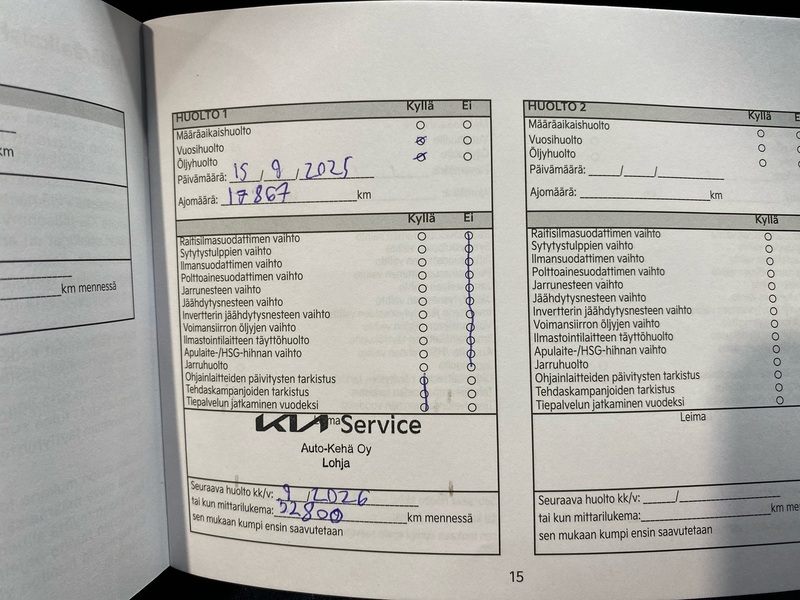 km
km mennessä
HUOLTO 1 Kyllä Ei
Määräaikaishuolto
Vuosihuolto
Öljyhuolto
Päivämäärä: 15 / 9 / 2025
Ajomäärä: 17867 km
Kyllä Ei
Raitisilmasuodattimen vaihto
Sytytystulppien vaihto
Ilmansuodattimen vaihto
Polttoainesuodattimen vaihto
Jarrunesteen vaihto
Jäähdytysnesteen vaihto
Invertterin jäähdytysnesteen vaihto
Voimansiirron öljyjen vaihto
Ilmastointilaitteen täyttöhuolto
Apulaite-/HSG-hihnan vaihto
Jarruhuolto
Ohjainlaitteiden päivitysten tarkistus
Tehdaskampanjoiden tarkistus
Tiepalvelun jatkaminen vuodeksi
KIA ma Service
Auto-Kehä Oy
Lohja
Seuraava huolto kk/v: 9 / 2026
tai kun mittarilukema: 32800 km mennessä
sen mukaan kumpi ensin saavutetaan
HUOLTO 2 Kyllä E
Määräaikaishuolto
Vuosihuolto
Öljyhuolto
Päivämäärä: / /
Ajomäärä: km
Kyllä
Raitisilmasuodattimen vaihto
Sytytystulppien vaihto
Ilmansuodattimen vaihto
Polttoainesuodattimen vaihto
Jarrunesteen vaihto
Jäähdytysnesteen vaihto
Invertterin jäähdytysnesteen vaihto
Voimansiirron öljyjen vaihto
Ilmastointilaitteen täyttöhuolto
Apulaite-/HSG-hihnan vaihto
Jarruhuolto
Ohjainlaitteiden päivitysten tarkistus
Tehdaskampanjoiden tarkistus
Tiepalvelun jatkaminen vuodeksi
Leima
Seuraava huolto kk/v: /
tai kun mittarilukema: km me
sen mukaan kumpi ensin saavutetaan
15